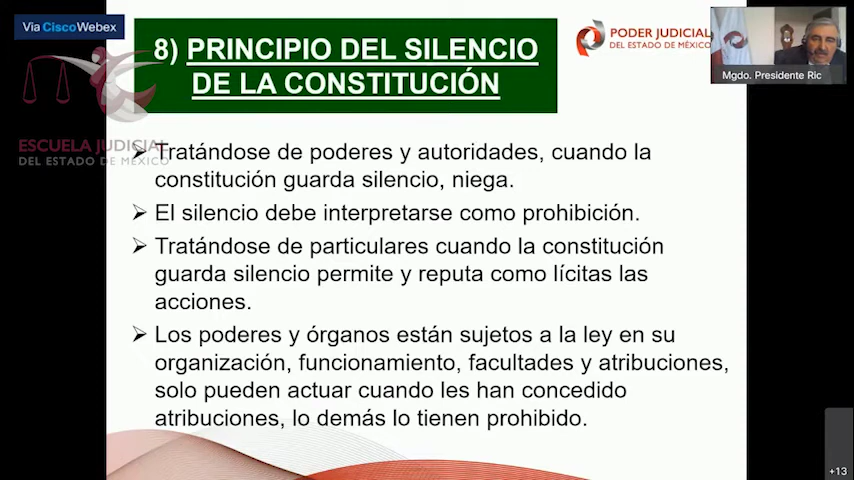 Vía CiscoWebex
8) PRINCIPIO DEL SILENCIO
DE LA CONSTITUCIÓN
PODER JUDICIAL
DEL ESTADO DE MÉXICO
Mgdo. Presidente Ric
ESCUELA JUDICIAL
DEL ESTADO DE MÉXICO
➢ Tratándose de poderes y autoridades, cuando la
constitución guarda silencio, niega.
➢ El silencio debe interpretarse como prohibición.
➢ Tratándose de particulares cuando la constitución
guarda silencio permite y reputa como lícitas las
acciones.
➢ Los poderes y órganos están sujetos a la ley en su
organización, funcionamiento, facultades y atribuciones,
solo pueden actuar cuando les han concedido
atribuciones, lo demás lo tienen prohibido.
+13